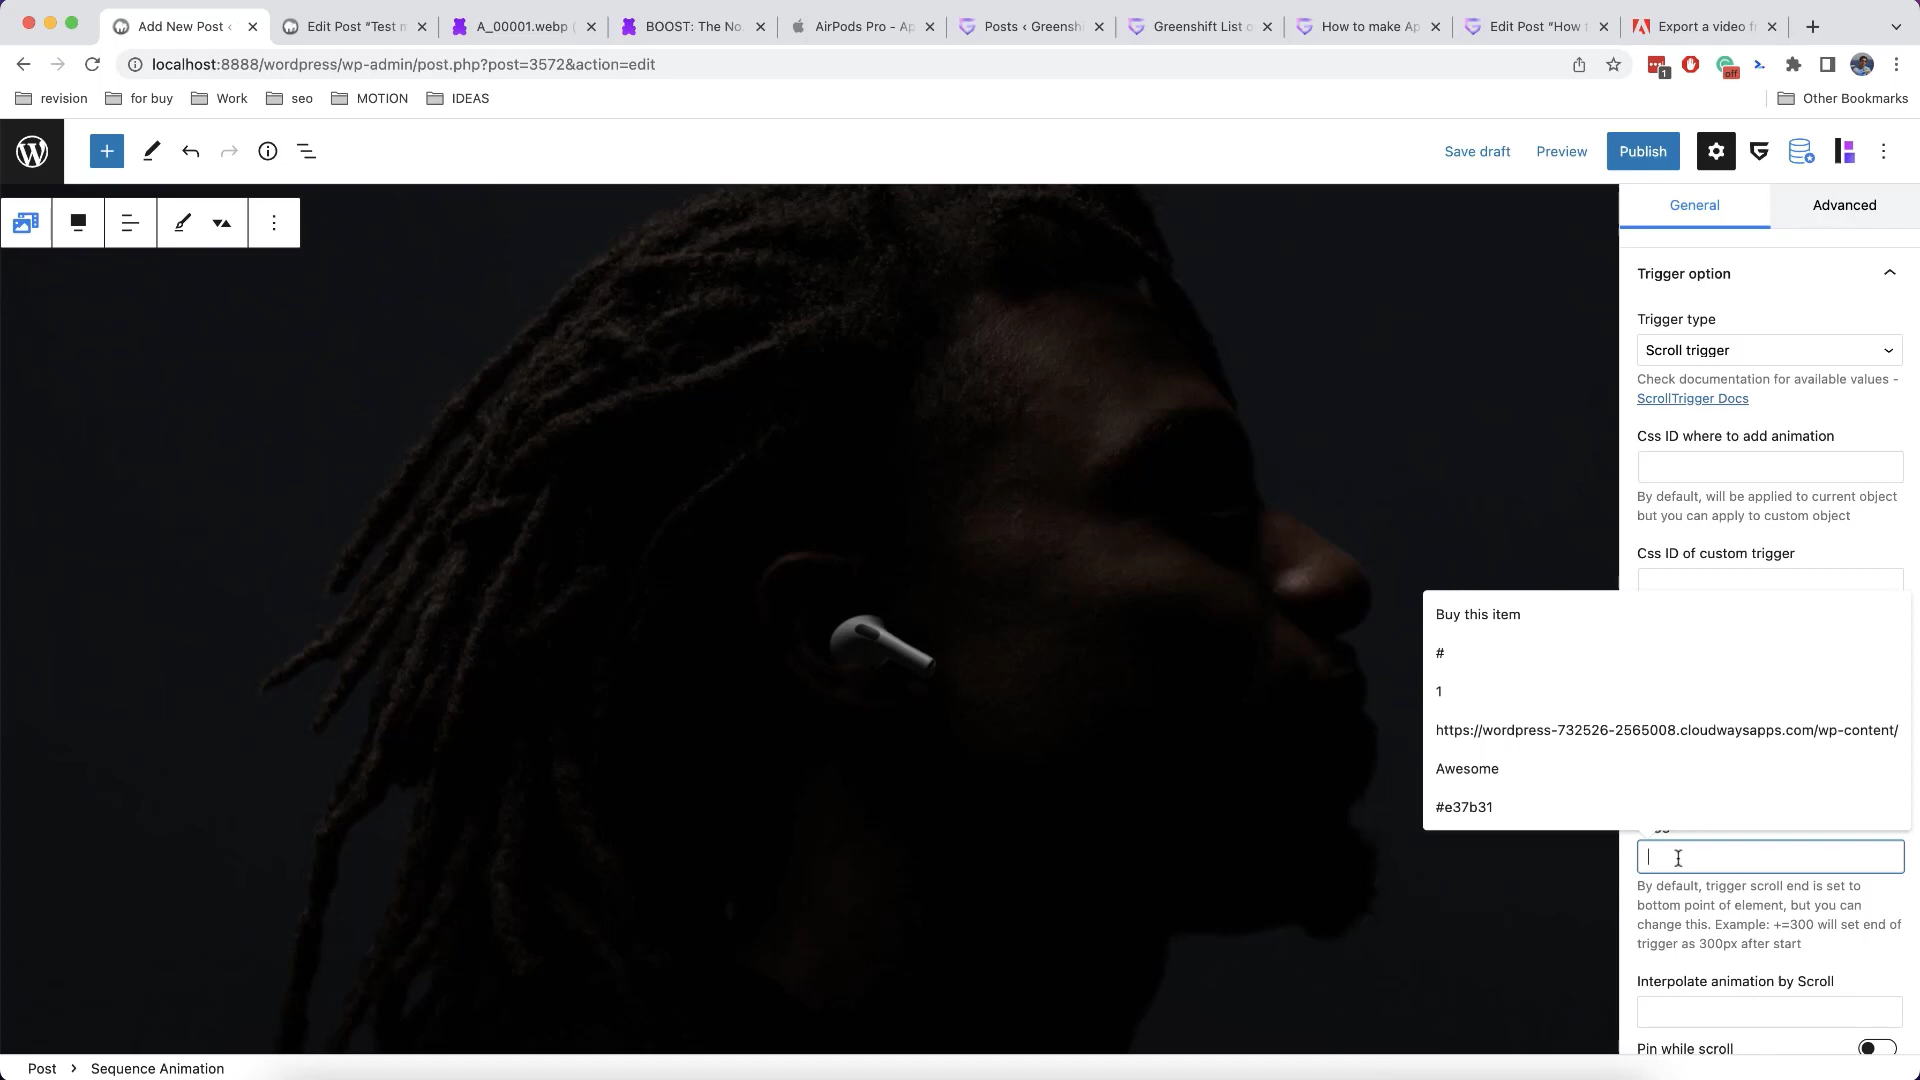 Add New Post ‹
Edit Post “Test m
A_00001.webp (
BOOST: The No.
AirPods Pro - Ap
Posts ‹ Greenshi
Greenshift List o
How to make Ap
Edit Post “How t
Export a video fr
localhost:8888/wordpress/wp-admin/post.php?post=3572&action=edit
1
off
revision
for buy
Work
seo
MOTION
IDEAS
Other Bookmarks
Save draft
Preview
Publish
General
Advanced
Trigger option
Trigger type
Scroll trigger
Check documentation for available values -
ScrollTrigger Docs
Css ID where to add animation
By default, will be applied to current object
but you can apply to custom object
Css ID of custom trigger
Buy this item
#
1
https://wordpress-732526-2565008.cloudwaysapps.com/wp-content/
Awesome
#e37b31
By default, trigger scroll end is set to
bottom point of element, but you can
change this. Example: +=300 will set end of
trigger as 300px after start
Interpolate animation by Scroll
Pin while scroll
Post › Sequence Animation